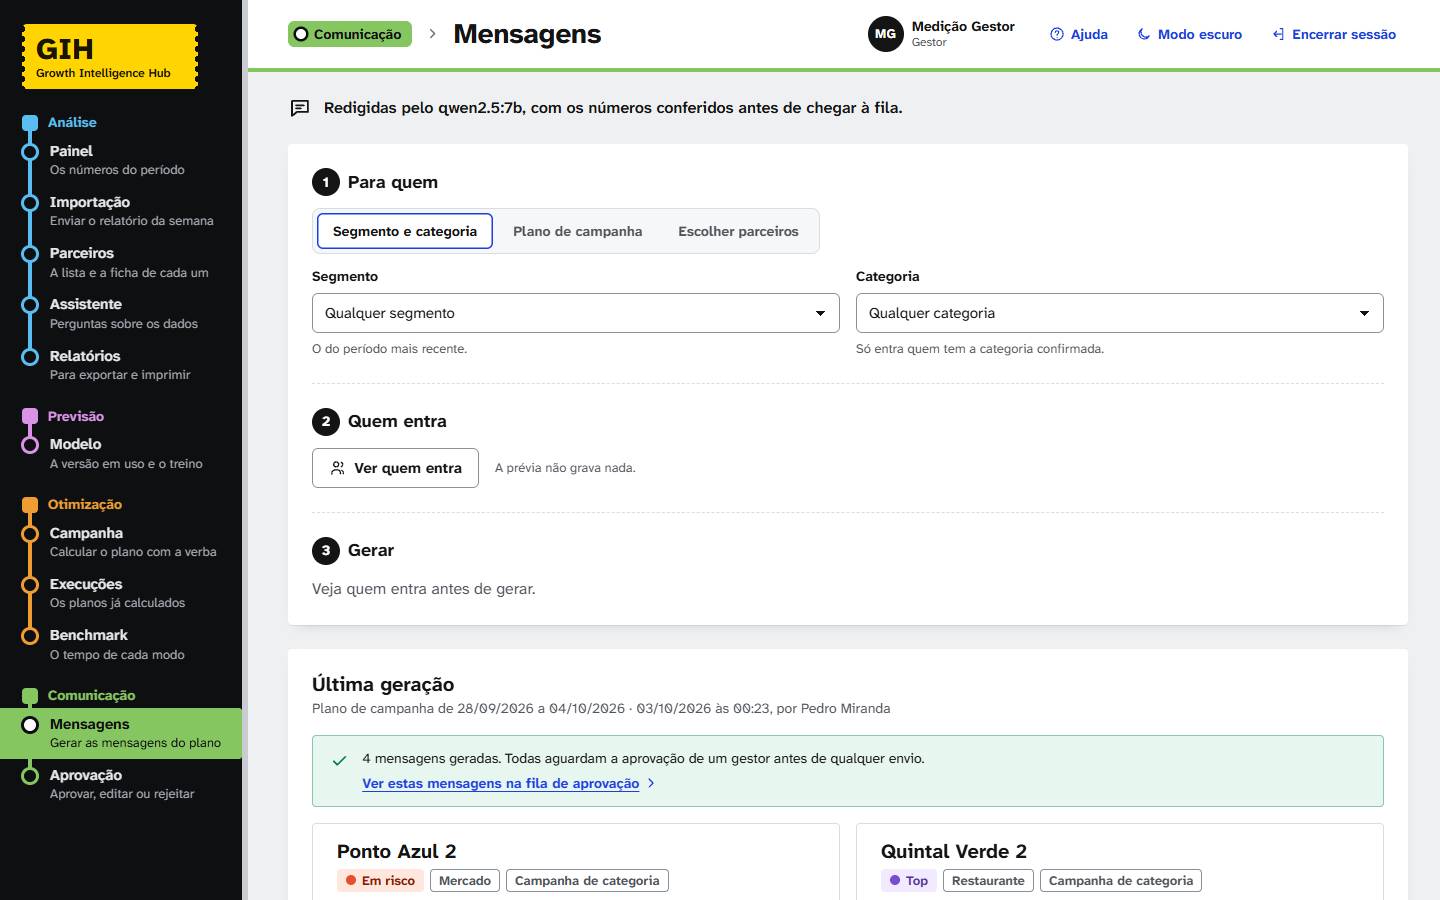 GIH
Growth Intelligence Hub
Análise
Painel
Os números do período
Importação
Enviar o relatório da semana
Parceiros
A lista e a ficha de cada um
Assistente
Perguntas sobre os dados
Relatórios
Para exportar e imprimir
Previsão
Modelo
A versão em uso e o treino
Otimização
Campanha
Calcular o plano com a verba
Execuções
Os planos já calculados
Benchmark
O tempo de cada modo
Comunicação
Mensagens
Gerar as mensagens do plano
Aprovação
Aprovar, editar ou rejeitar
Comunicação
Mensagens
MG
Medição Gestor
Gestor
Ajuda
Modo escuro
Encerrar sessão
Redigidas pelo qwen2.5:7b, com os números conferidos antes de chegar à fila.
1 Para quem
Segmento e categoria
Plano de campanha
Escolher parceiros
Segmento
Qualquer segmento
O do período mais recente.
Categoria
Qualquer categoria
Só entra quem tem a categoria confirmada.
2 Quem entra
Ver quem entra
A prévia não grava nada.
3 Gerar
Veja quem entra antes de gerar.
Última geração
Plano de campanha de 28/09/2026 a 04/10/2026 · 03/10/2026 às 00:23, por Pedro Miranda
4 mensagens geradas. Todas aguardam a aprovação de um gestor antes de qualquer envio.
Ver estas mensagens na fila de aprovação
Ponto Azul 2
Em risco
Mercado
Campanha de categoria
Quintal Verde 2
Top
Restaurante
Campanha de categoria